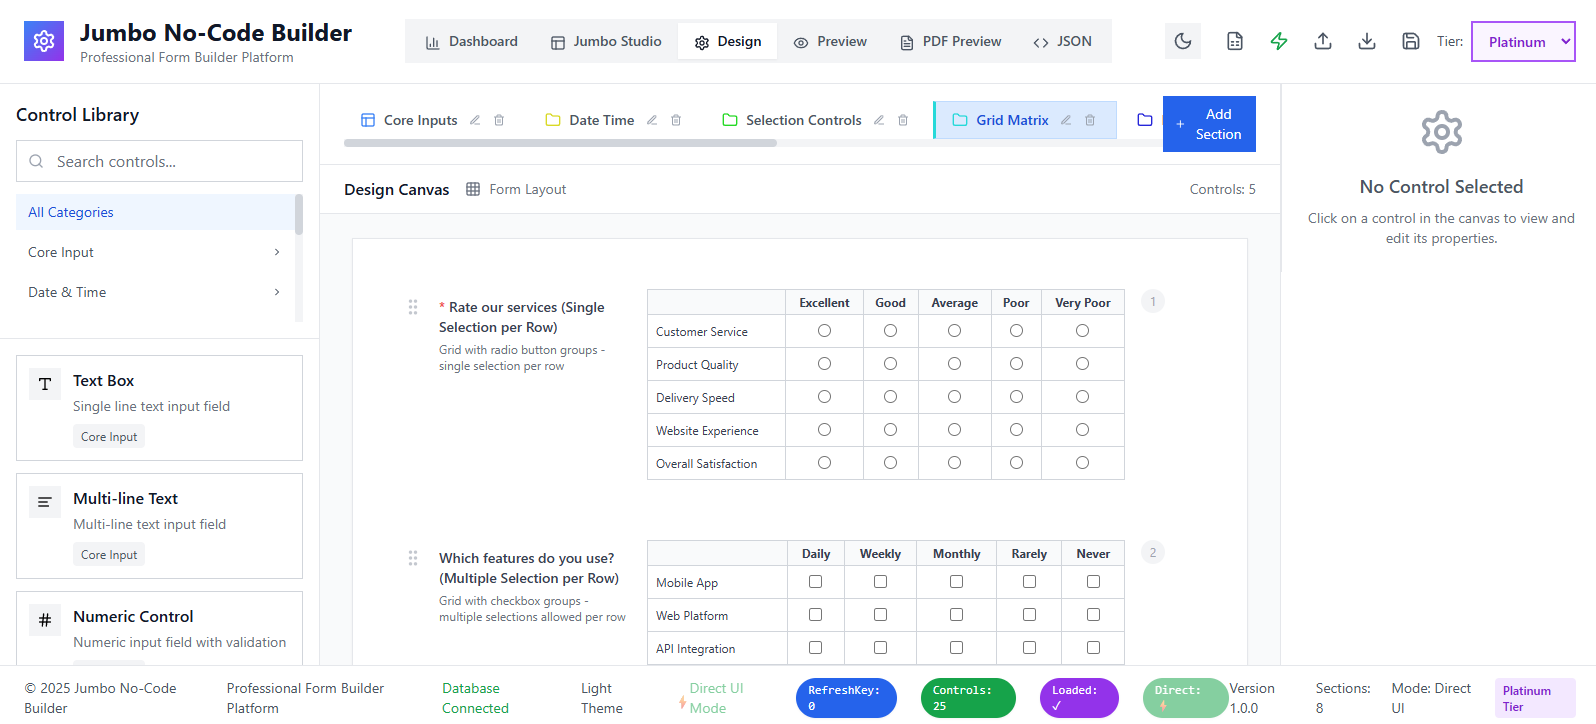 Jumbo No-Code Builder
Professional Form Builder Platform
Dashboard
Jumbo Studio
Design
Preview
PDF Preview
JSON
Tier:
Platinum
Control Library
Search controls...
All Categories
Core Input
Date & Time
Text Box
Single line text input field
Core Input
Multi-line Text
Multi-line text input field
Core Input
Numeric Control
Numeric input field with validation
Core Inputs
Date Time
Selection Controls
Grid Matrix
+ Add
Section
Design Canvas
Form Layout
Controls: 5
* Rate our services (Single
Selection per Row)
Grid with radio button groups -
single selection per row
Excellent Good Average Poor Very Poor
Customer Service
Product Quality
Delivery Speed
Website Experience
Overall Satisfaction
1
Which features do you use?
(Multiple Selection per Row)
Grid with checkbox groups -
multiple selections allowed per row
Daily Weekly Monthly Rarely Never
Mobile App
Web Platform
API Integration
2
No Control Selected
Click on a control in the canvas to view and
edit its properties.
© 2025 Jumbo No-Code
Builder
Professional Form Builder
Platform
Database
Connected
Light
Theme
Direct UI
Mode
RefreshKey:
0
Controls:
25
Loaded:
✓
Direct:
⚡
Version
1.0.0
Sections:
8
Mode: Direct
UI
Platinum
Tier